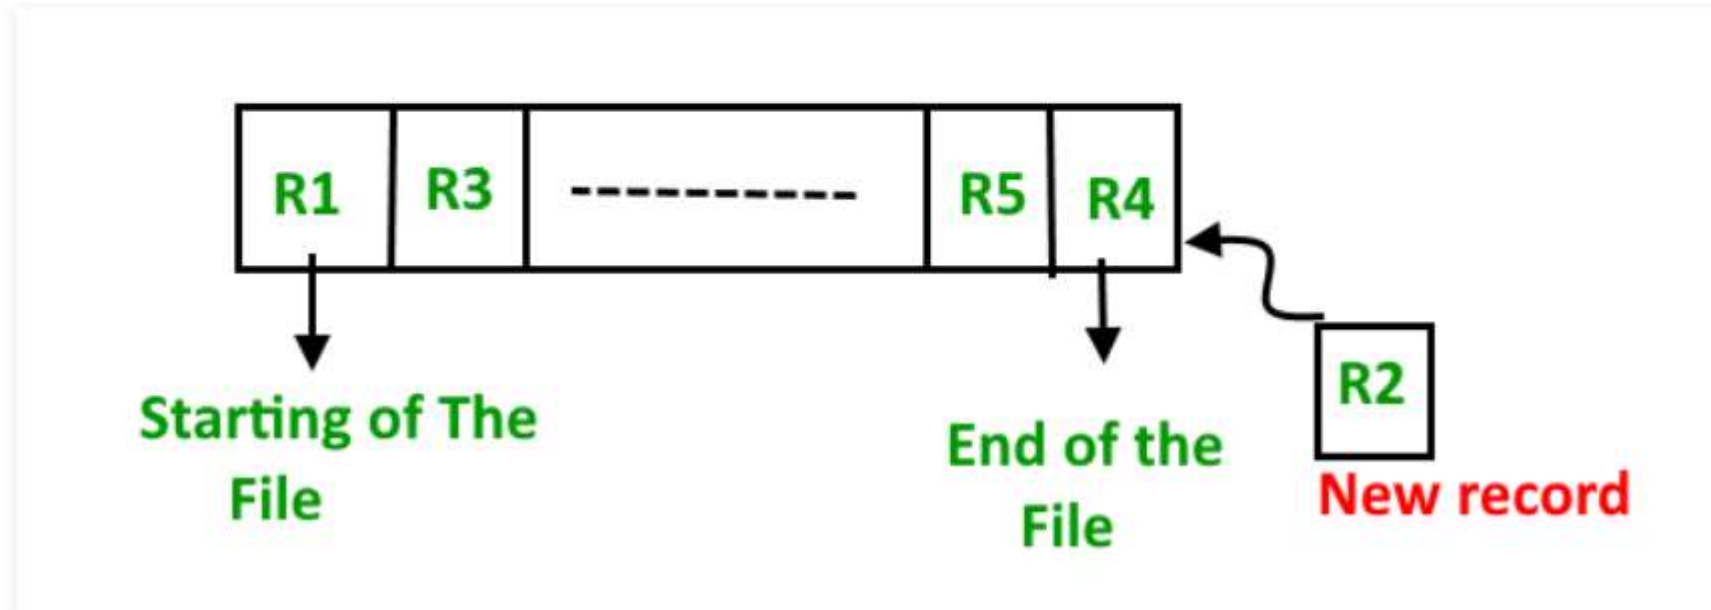 R1 R3 ---------- R5 R4
R2
Starting of The
File
End of the
File
New record